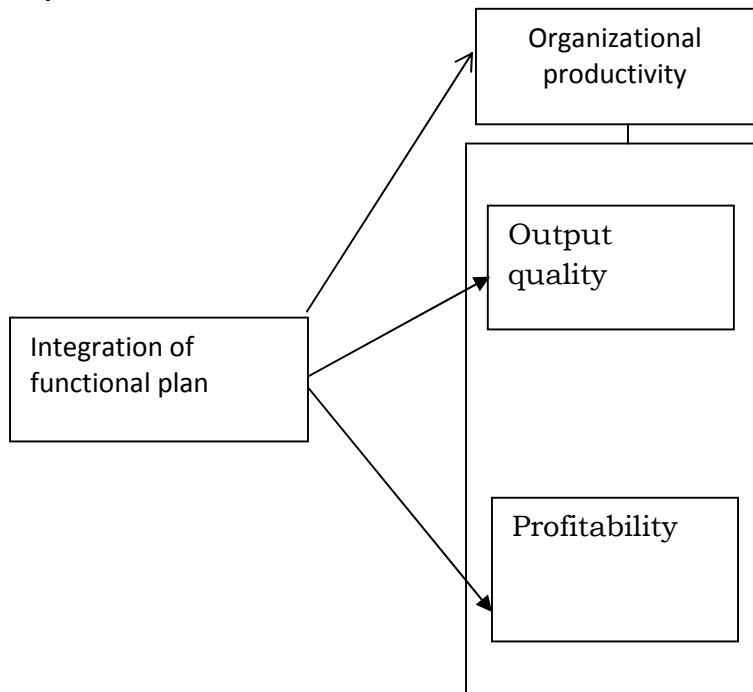 Organizational
productivity
Output
quality
Integration of
functional plan
Profitability